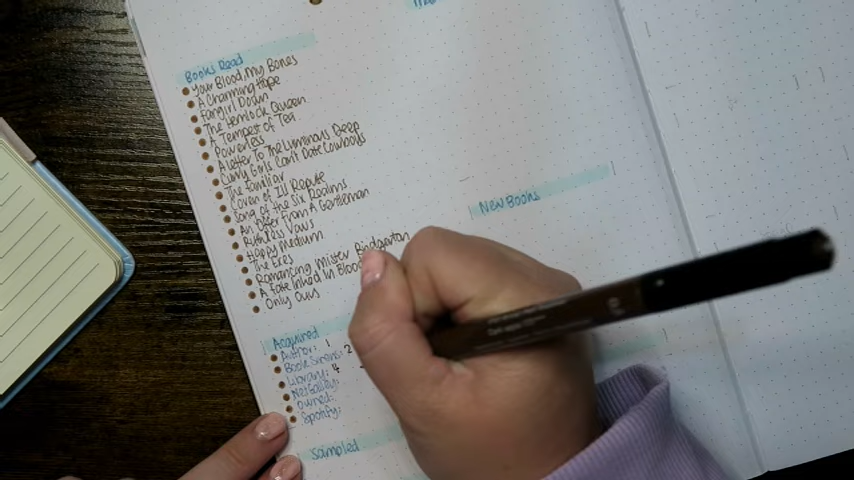 Books Read
Your Blood, My Bones
A Charming Hope
Fangirl Down
The Hemlock Queen
A Tempest of Tea
Powerless
A Letter To The Luminous Deep
Curvy Girls Can't Date Cowboys
The Familiar
Coven of Ill Repute
Song of the Six Realms
An Offer From A Gentleman
Ruthless Vows
Happy Medium
The Exes
Romancing Mister Bridgerton
A Fate Inked In Blood
Only Ours
New Books
Acquired
Author: 1
Book Sirens: 2
Library: 4
NetGalley:
Owned:
Spotify:
Sampled